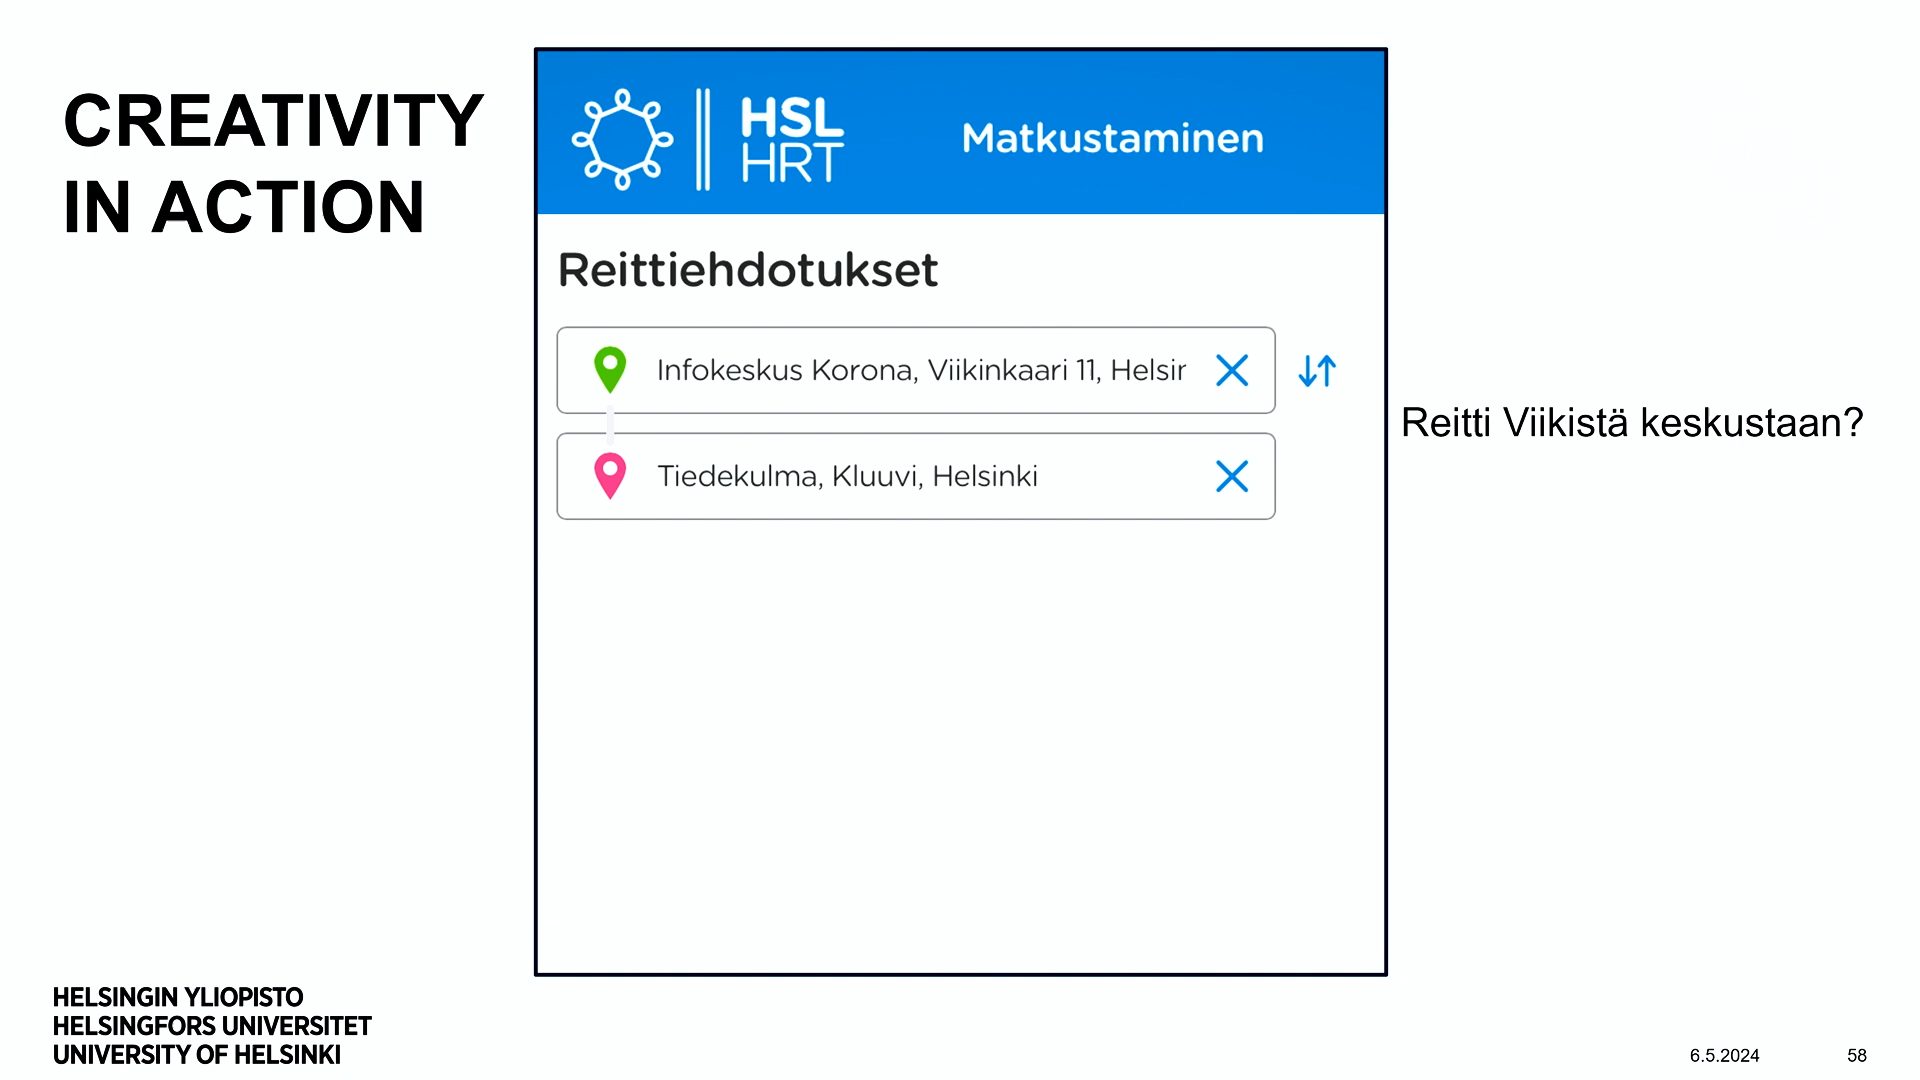 CREATIVITY
IN ACTION
HSL
HRT
Matkustaminen
Reittiehdotukset
Infokeskus Korona, Viikinkaari 11, Helsir
Tiedekulma, Kluuvi, Helsinki
Reitti Viikistä keskustaan?
HELSINGIN YLIOPISTO
HELSINGFORS UNIVERSITET
UNIVERSITY OF HELSINKI
6.5.2024
58